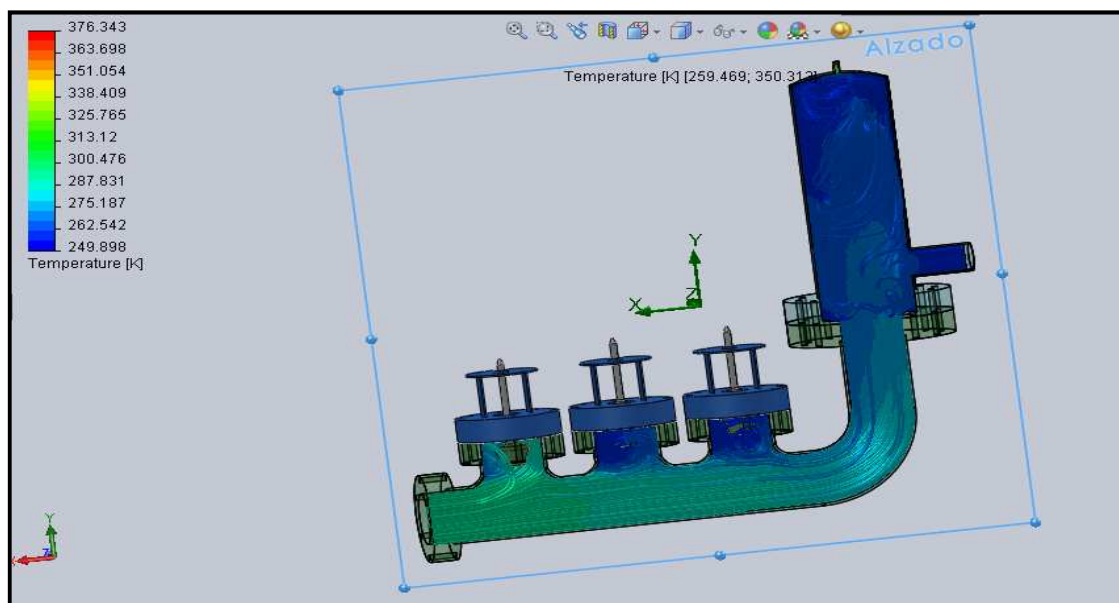 376.343
363.698
351.054
338.409
325.765
313.12
300.476
287.831
275.187
262.542
249.898
Temperature [K]
Alzado
Temperature [K] [259.469; 350.313]
Y
X
Z
Y
Z